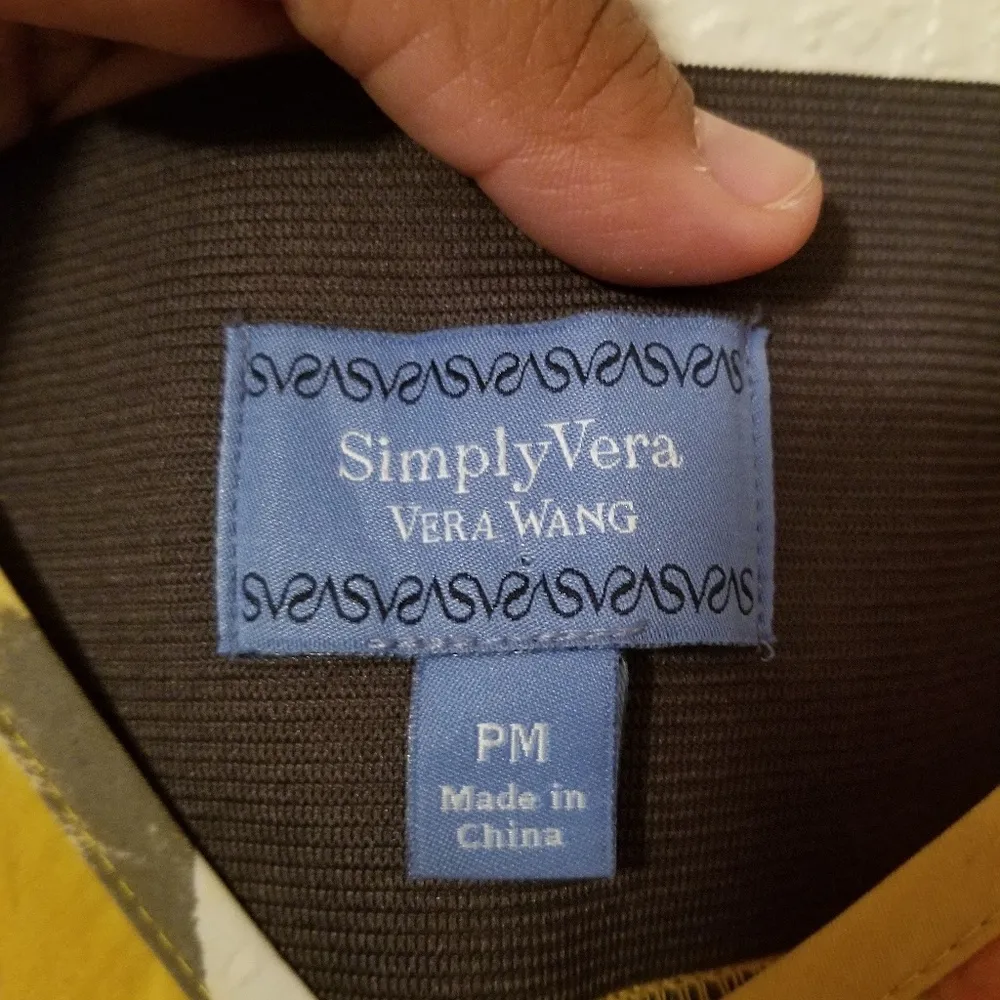 SimplyVera
VERA WANG
PM
Made in
China